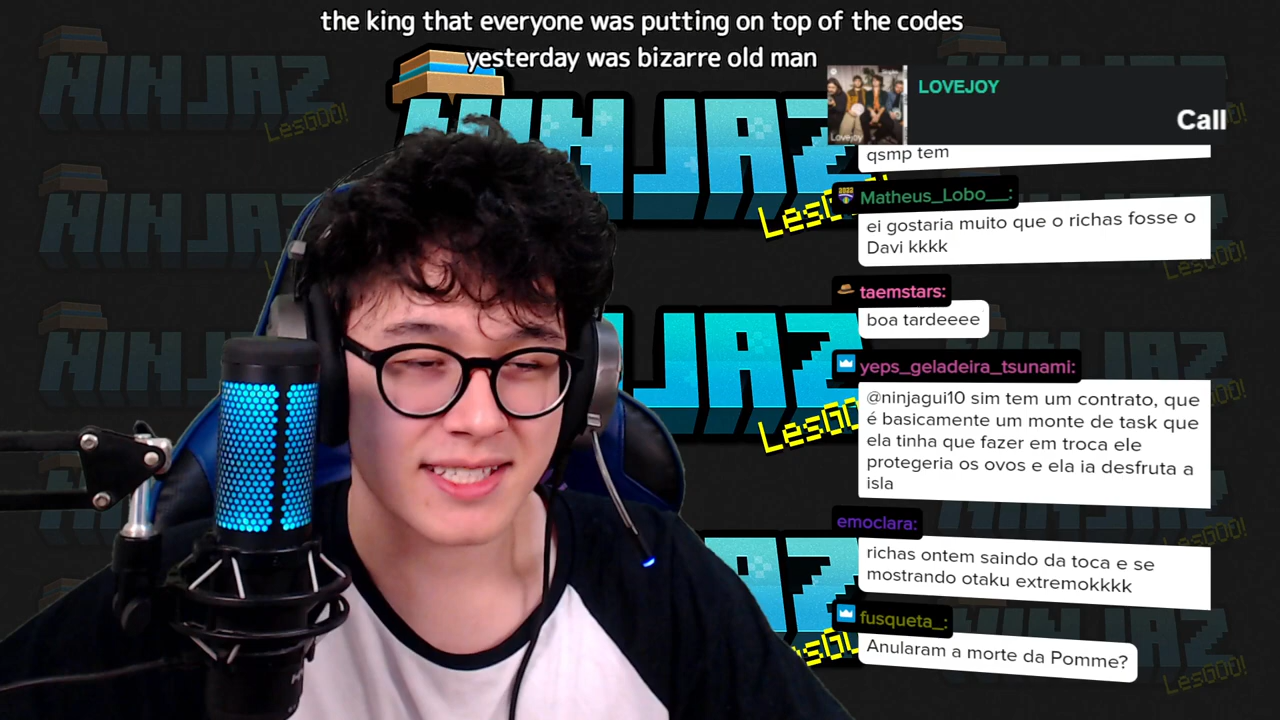 the king that everyone was putting on top of the codes
yesterday was bizarre old man
NINJAZ
LesGOO!
LOVEJOY
Call
Lovejoy
qsmp tem
Matheus_Lobo__:
ei gostaria muito que o richas fosse o
Davi kkkk
taemstars:
boa tardeeee
yeps_geladeira_tsunami:
@ninjagui10 sim tem um contrato, que
é basicamente um monte de task que
ela tinha que fazer em troca ele
protegeria os ovos e ela ia desfruta a
isla
emoclara:
richas ontem saindo da toca e se
mostrando otaku extremokkkk
fusqueta_:
Anularam a morte da Pomme?